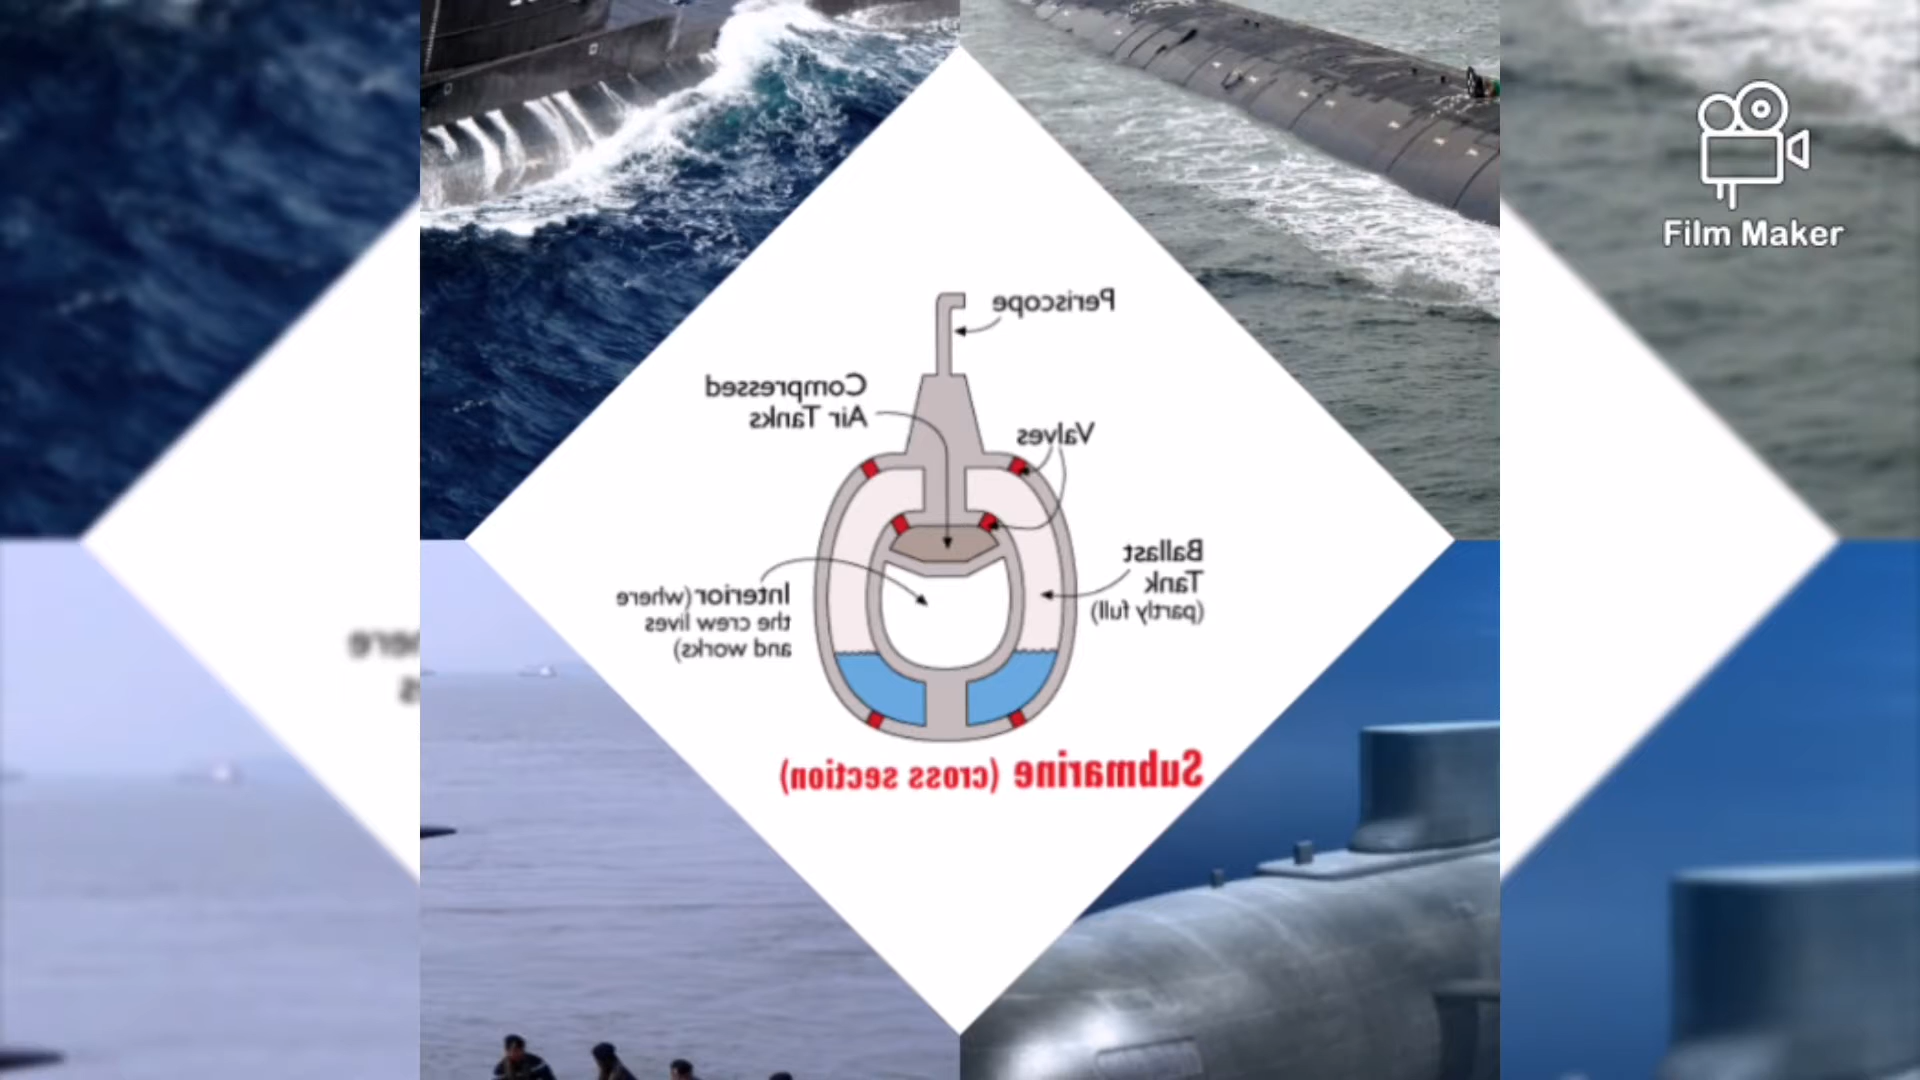 Film Maker
Periscope
Compressed
Air Tanks
Valves
Ballast
Tank
(partly full)
Interior (where
the crew lives
and works)
Submarine (cross section)